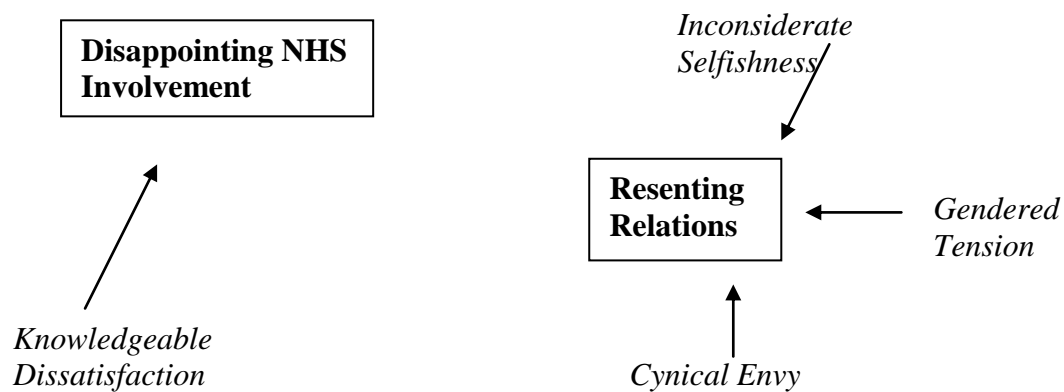 Disappointing NHS
Involvement
Inconsiderate
Selfishness
Resenting
Relations
Gendered
Tension
Knowledgeable
Dissatisfaction
Cynical Envy